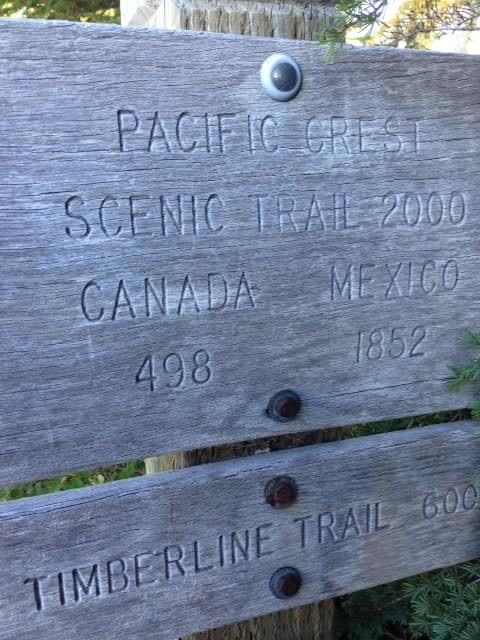 PACIFIC CREST
SCENIC TRAIL 2000
CANADA MEXICO
498 1852
TIMBERLINE TRAIL 600